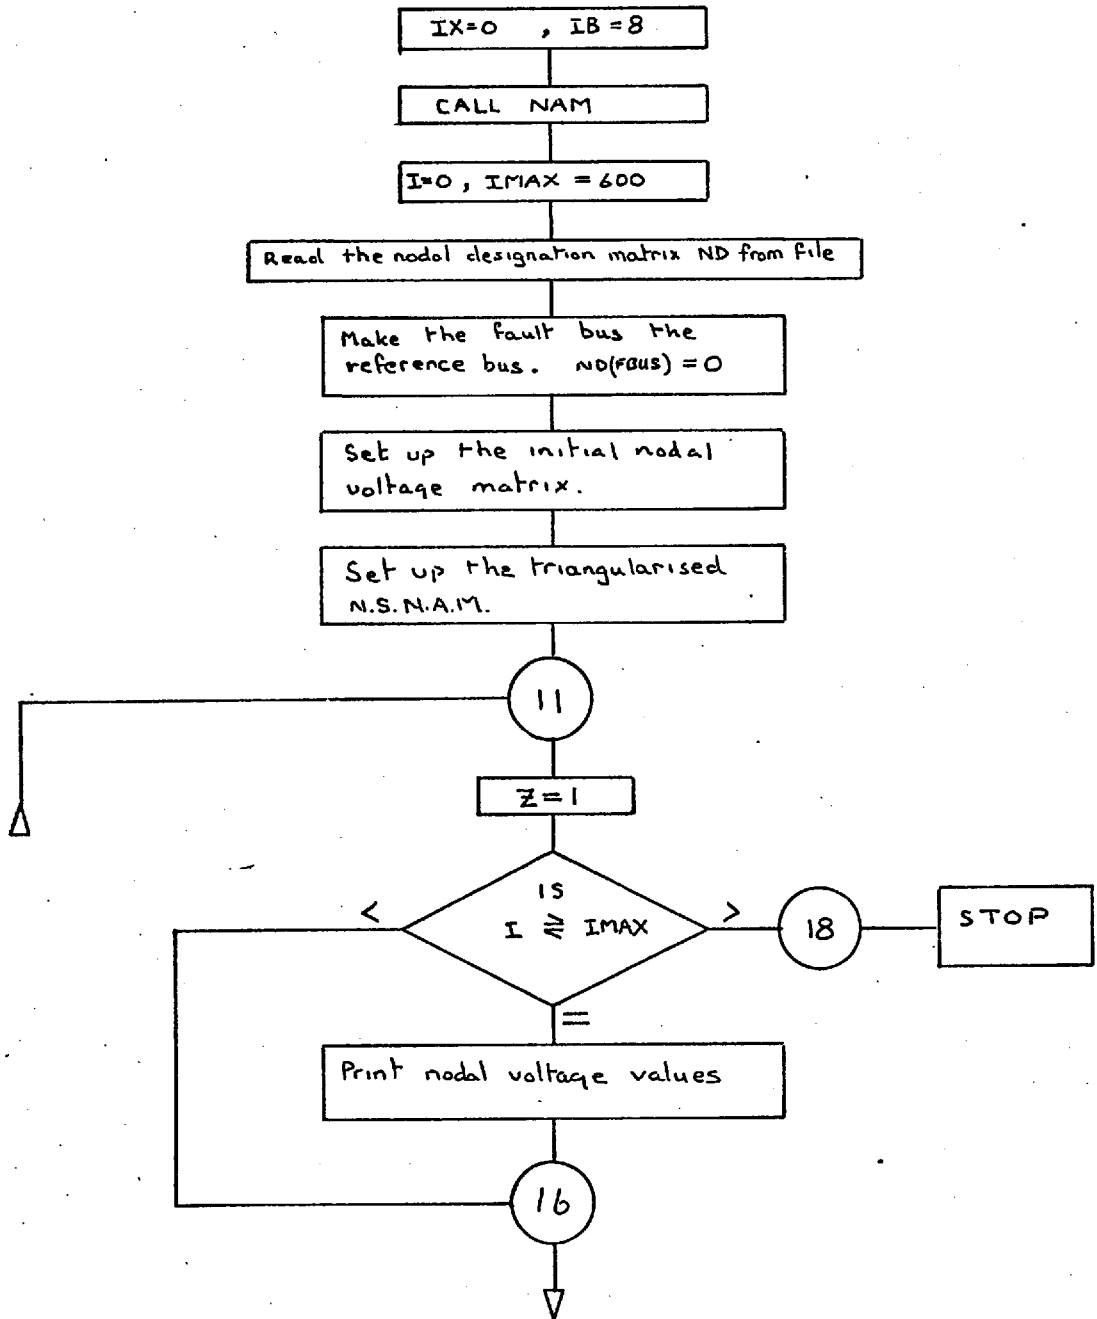 IX=0 , IB=8
CALL NAM
I=0, IMAX = 600
Read the nodal designation matrix ND from file
Make the fault bus the
reference bus. ND(FBUS) = 0
Set up the initial nodal
voltage matrix.
Set up the triangularised
N.S.N.A.M.
11
Z=1
IS
< I ≷ IMAX >
18
STOP
=
Print nodal voltage values
16